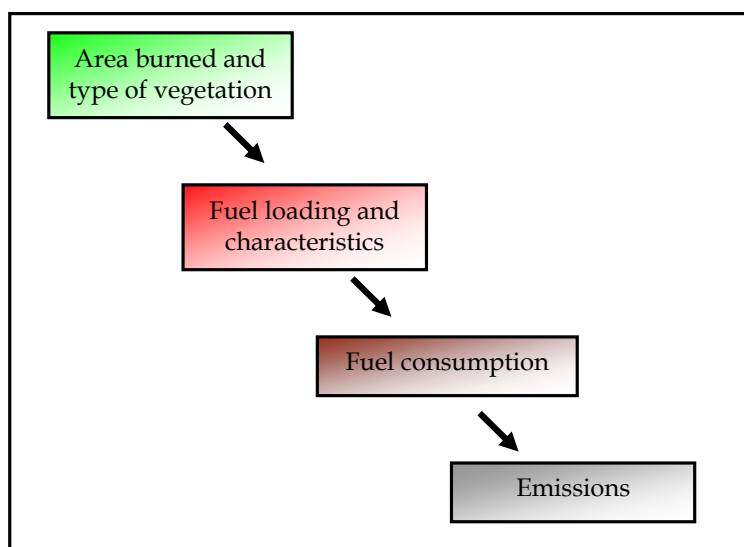 Area burned and
type of vegetation
Fuel loading and
characteristics
Fuel consumption
Emissions